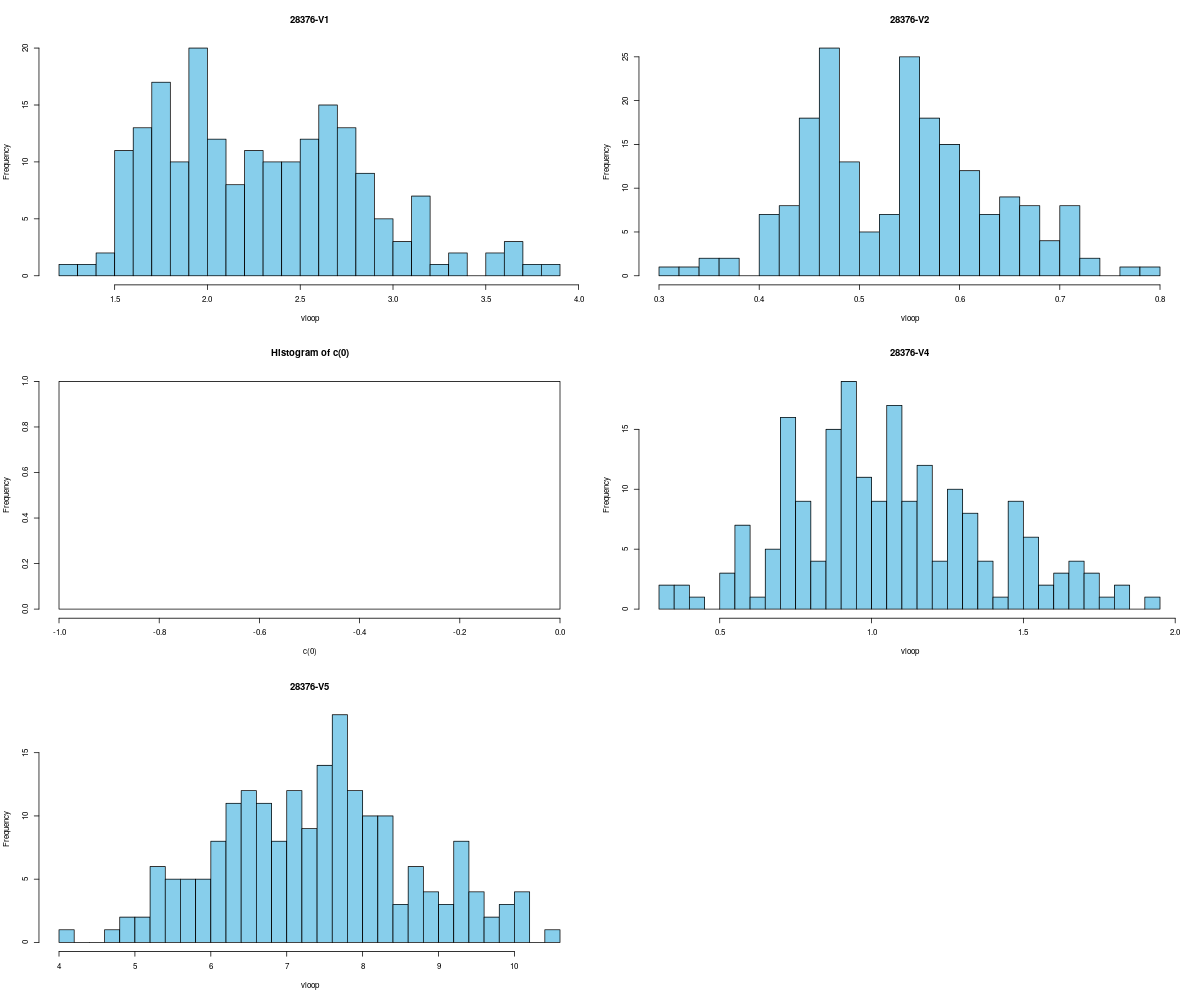 28376-V1
Frequency
0 5 10 15 20
1.5 2.0 2.5 3.0 3.5 4.0
vloop
28376-V2
Frequency
0 5 10 15 20 25
0.3 0.4 0.5 0.6 0.7 0.8
vloop
Histogram of c(0)
Frequency
0.0 0.2 0.4 0.6 0.8 1.0
-1.0 -0.8 -0.6 -0.4 -0.2 0.0
c(0)
28376-V4
Frequency
0 5 10 15
0.5 1.0 1.5 2.0
vloop
28376-V5
Frequency
0 5 10 15
4 5 6 7 8 9 10
vloop